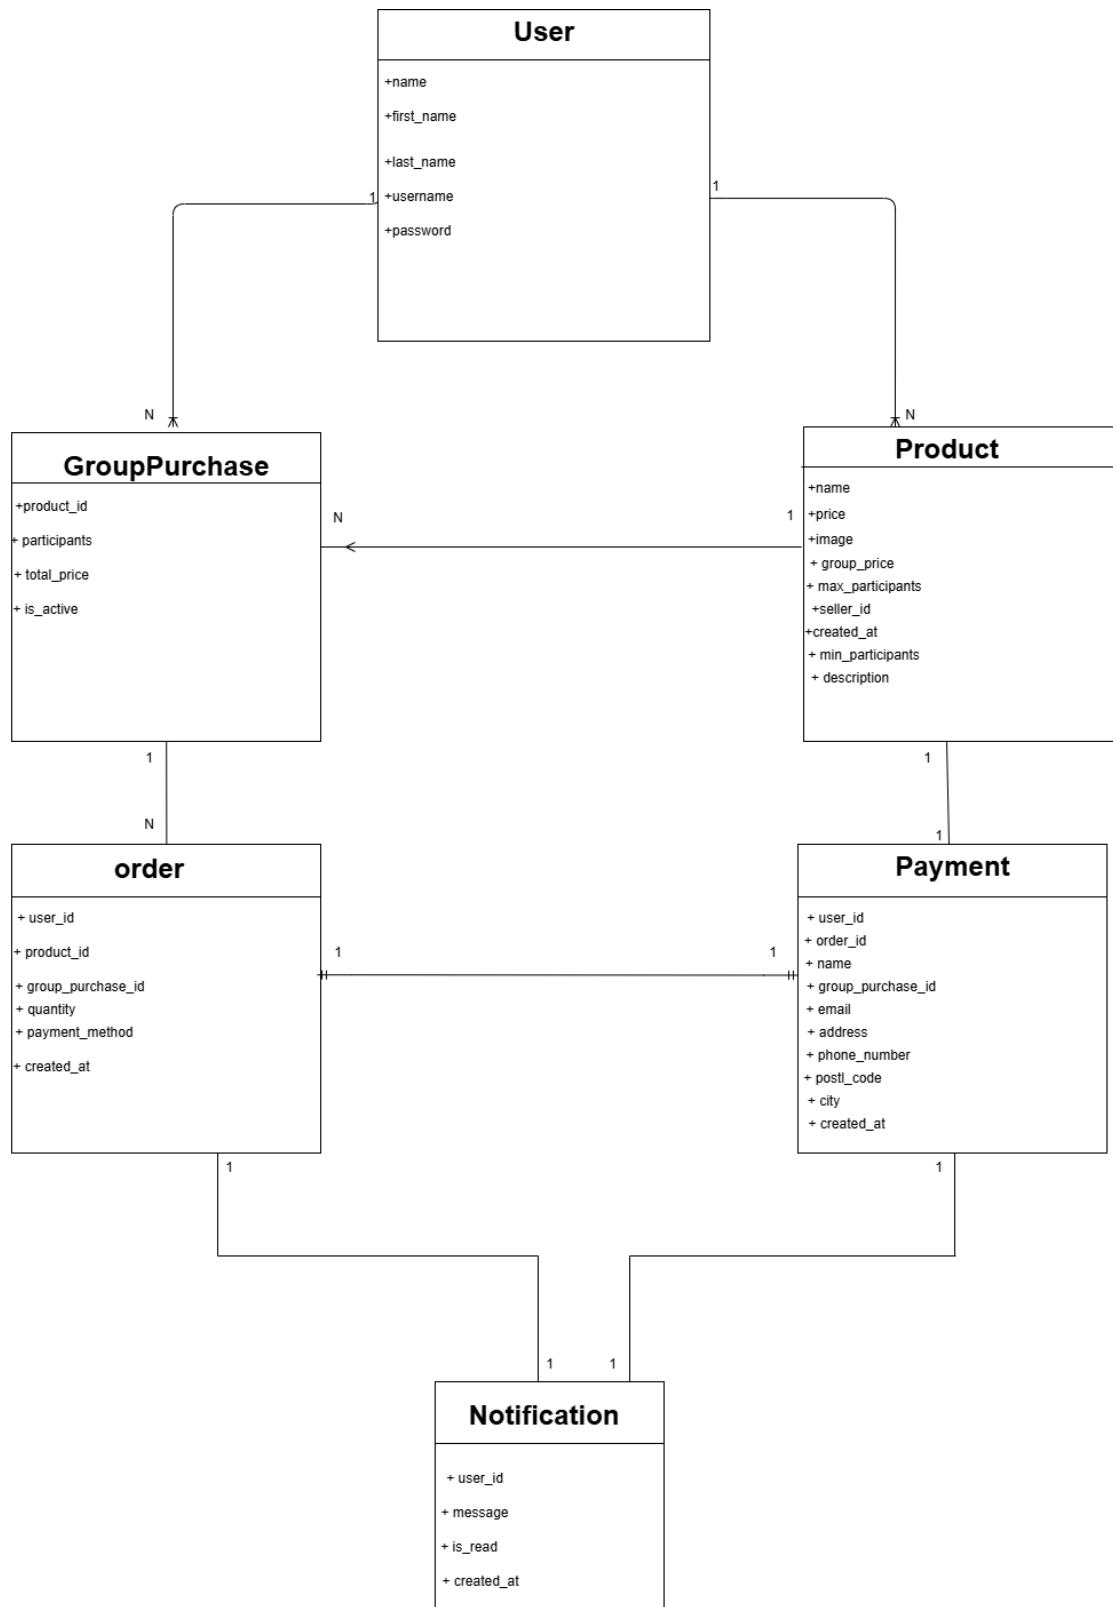 User
+name
+first_name
+last_name
+username
+password
1
1
N
N
GroupPurchase
+product_id
+ participants
+ total_price
+ is_active
N
1
Product
+name
+price
+image
+ group_price
+ max_participants
+seller_id
+created_at
+ min_participants
+ description
1
N
1
1
order
+ user_id
+ product_id
+ group_purchase_id
+ quantity
+ payment_method
+ created_at
1
1
Payment
+ user_id
+ order_id
+ name
+ group_purchase_id
+ email
+ address
+ phone_number
+ postl_code
+ city
+ created_at
1
1
1
1
Notification
+ user_id
+ message
+ is_read
+ created_at